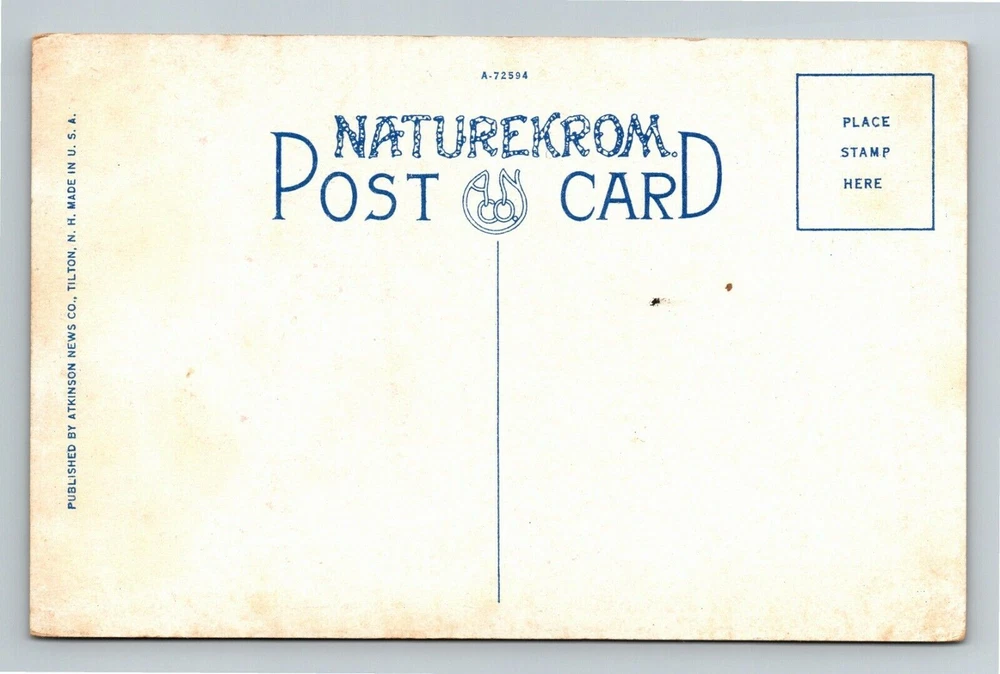 A-72594
NATUREKROM.
POST CARD
PLACE
STAMP
HERE
PUBLISHED BY ATKINSON NEWS CO., TILTON, N. H. MADE IN U. S. A.